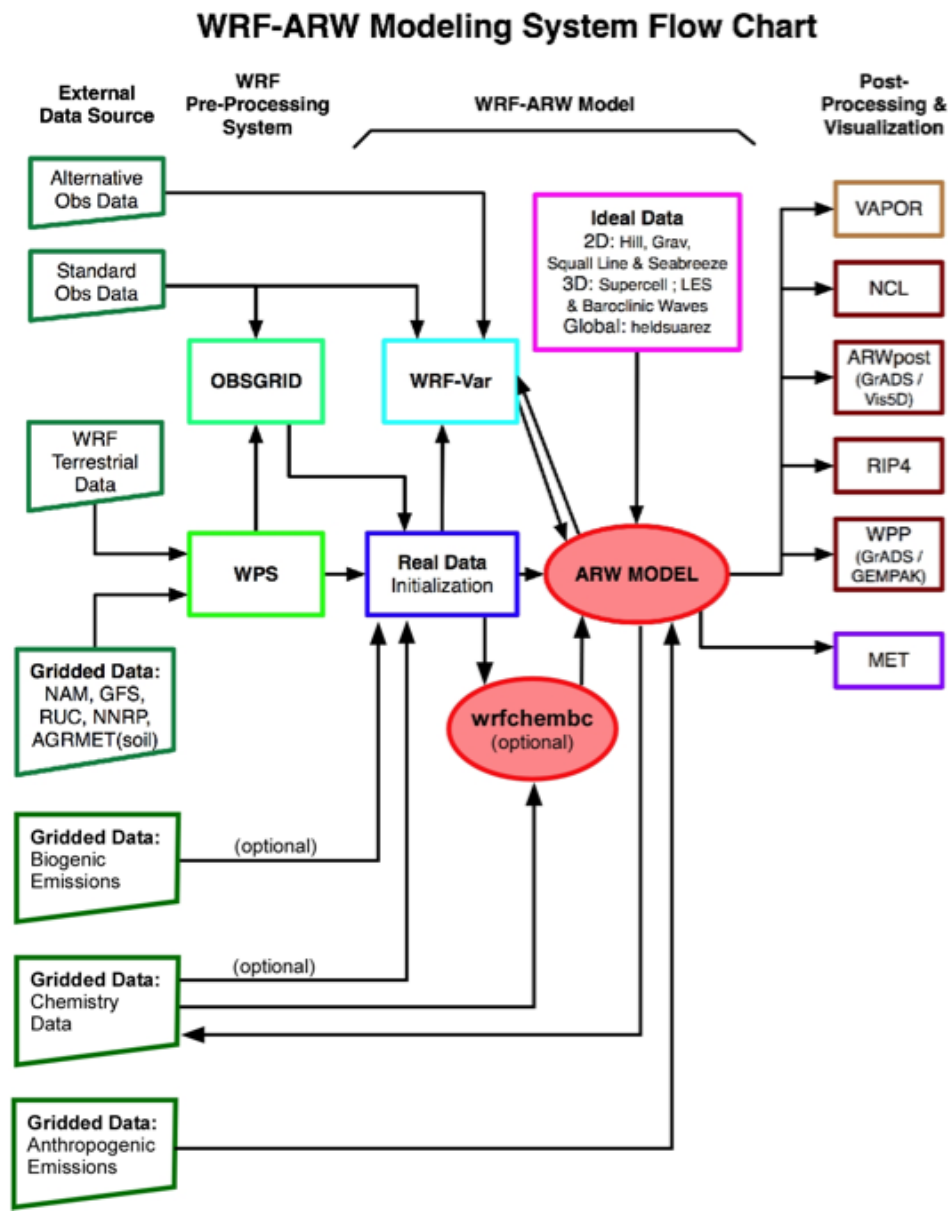 WRF-ARW Modeling System Flow Chart
External
Data Source
WRF
Pre-Processing
System
WRF-ARW Model
Post-
Processing &
Visualization
Alternative
Obs Data
Standard
Obs Data
WRF
Terrestrial
Data
Gridded Data:
NAM, GFS,
RUC, NNRP,
AGRMET(soil)
Gridded Data:
Biogenic
Emissions
(optional)
Gridded Data:
Chemistry
Data
(optional)
Gridded Data:
Anthropogenic
Emissions
OBSGRID
WPS
WRF-Var
Real Data
Initialization
Ideal Data
2D: Hill, Grav,
Squall Line & Seabreeze
3D: Supercell ; LES
& Baroclinic Waves
Global: heldsuarez
ARW MODEL
wrfchembc
(optional)
VAPOR
NCL
ARWpost
(GrADS /
Vis5D)
RIP4
WPP
(GrADS /
GEMPAK)
MET